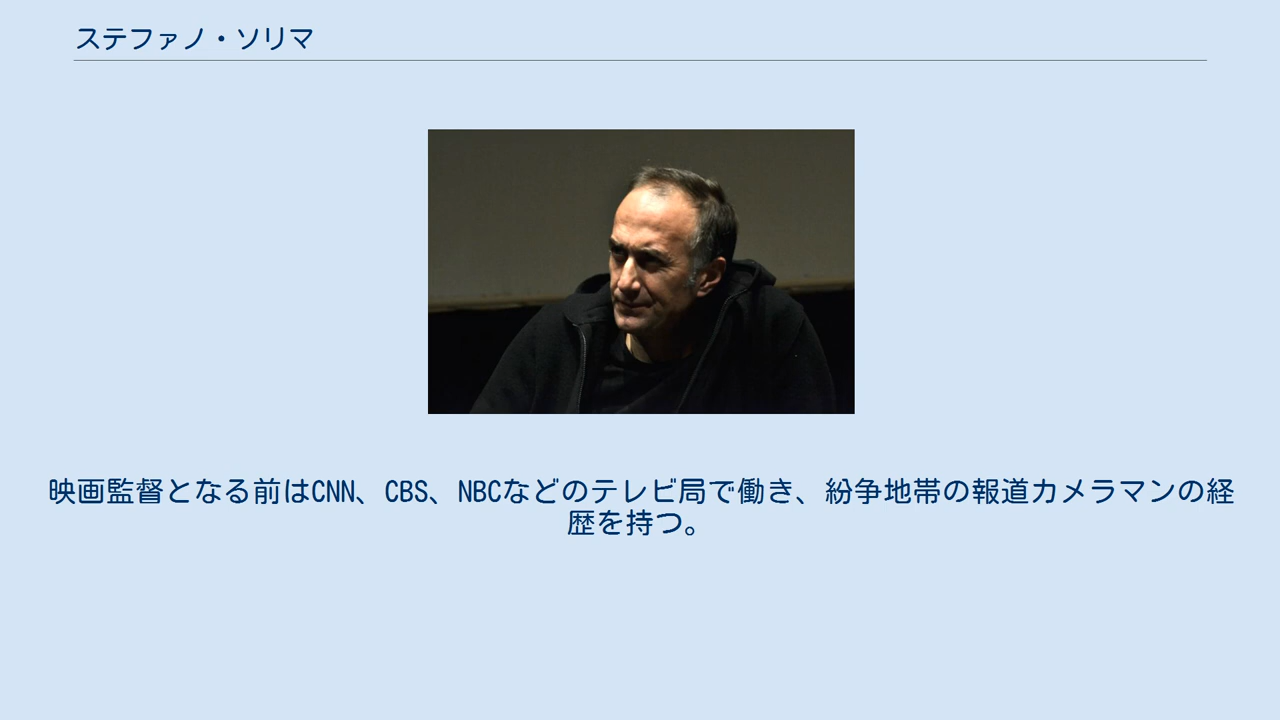 ステファノ・ソリマ
映画監督となる前はCNN、CBS、NBCなどのテレビ局で働き、紛争地帯の報道カメラマンの経
歴を持つ。